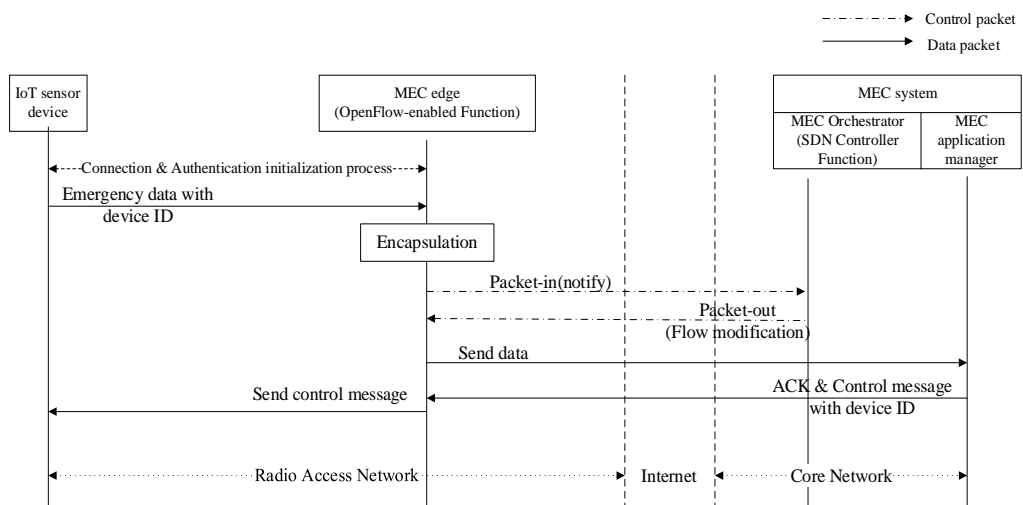 Control packet
Data packet
IoT sensor
device
MEC edge
(OpenFlow-enabled Function)
MEC system
MEC Orchestrator
(SDN Controller
Function)
MEC
application
manager
Connection & Authentication initialization process
Emergency data with
device ID
Encapsulation
Packet-in(notify)
Packet-out
(Flow modification)
Send data
ACK & Control message
with device ID
Send control message
Radio Access Network
Internet
Core Network